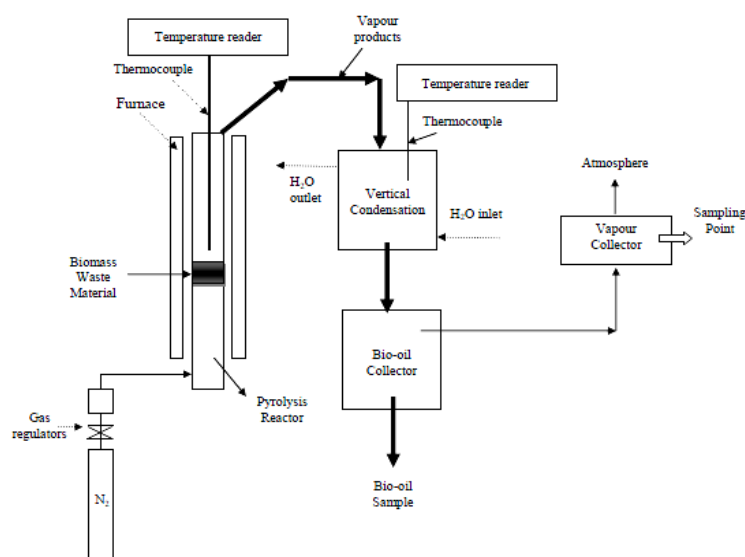 Vapour
products
Temperature reader
Thermocouple
Temperature reader
Furnace
Thermocouple
Atmosphere
H₂O
outlet
Vertical
Condensation
H₂O inlet
Sampling
Point
Vapour
Collector
Biomass
Waste
Material
Bio-oil
Collector
Pyrolysis
Reactor
Gas
regulators
N₂
Bio-oil
Sample